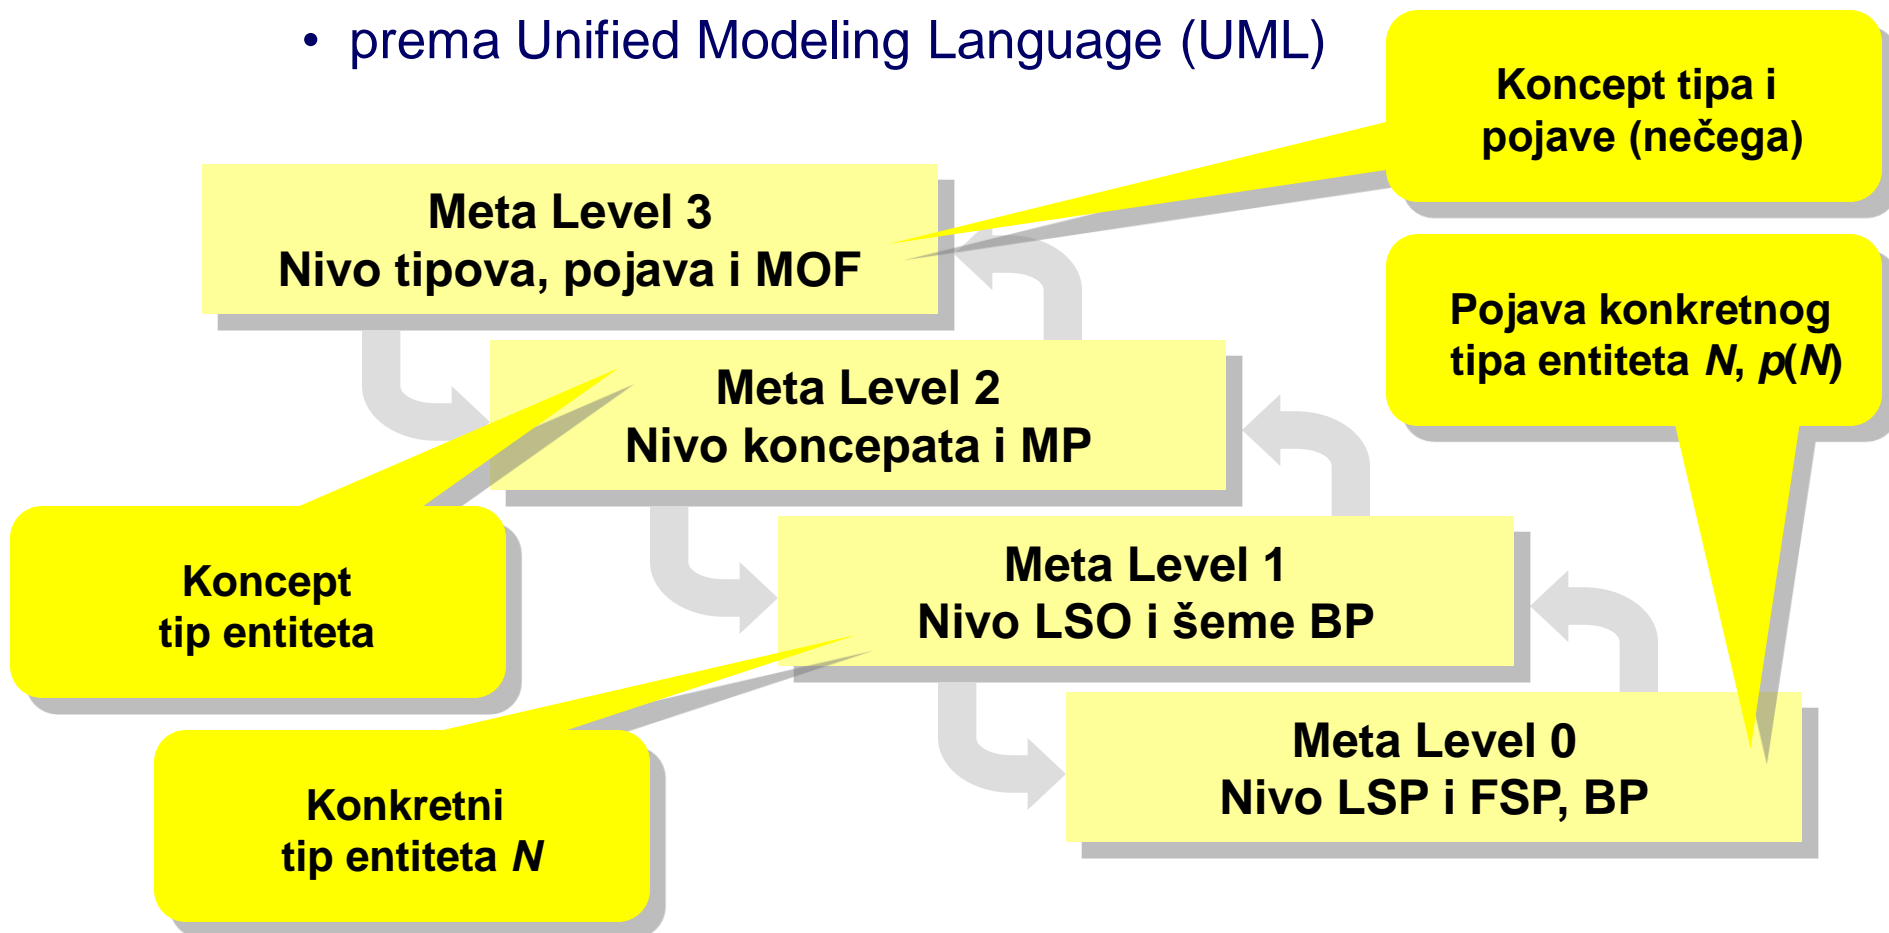 • prema Unified Modeling Language (UML)
Koncept tipa i
pojave (nečega)
Meta Level 3
Nivo tipova, pojava i MOF
Pojava konkretnog
tipa entiteta N, p(N)
Meta Level 2
Nivo koncepata i MP
Koncept
tip entiteta
Meta Level 1
Nivo LSO i šeme BP
Konkretni
tip entiteta N
Meta Level 0
Nivo LSP i FSP, BP